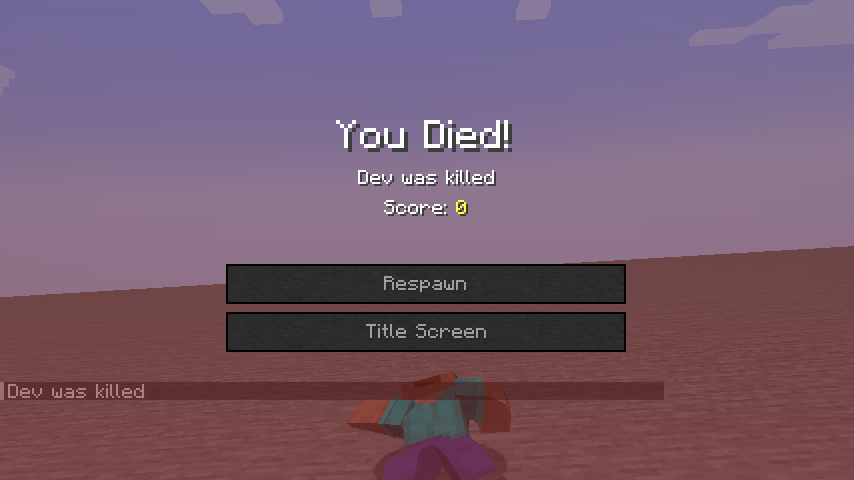 You Died!
Dev was killed
Score: 0
Respawn
Title Screen
Dev was killed